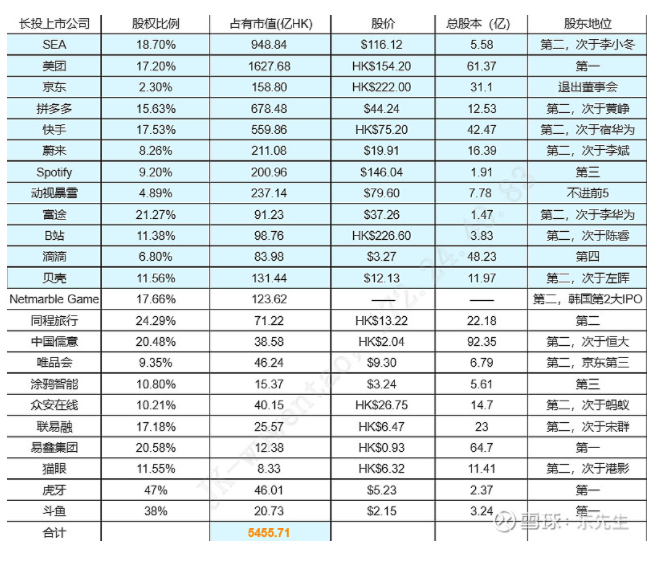 长投上市公司 股权比例 占有市值(亿HK) 股价 总股本（亿） 股东地位
SEA 18.70% 948.84 $116.12 5.58 第二，次于李小冬
美团 17.20% 1627.68 HK$154.20 61.37 第一
京东 2.30% 158.80 HK$222.00 31.1 退出董事会
拼多多 15.63% 678.48 $44.24 12.53 第二，次于黄峥
快手 17.53% 559.86 HK$75.20 42.47 第二，次于宿华为
蔚来 8.26% 211.08 $19.91 16.39 第二，次于李斌
Spotify 9.20% 200.96 $146.04 1.91 第三
动视暴雪 4.89% 237.14 $79.60 7.78 不进前5
富途 21.27% 91.23 $37.26 1.47 第二，次于李华为
B站 11.38% 98.76 HK$226.60 3.83 第二，次于陈睿
滴滴 6.80% 83.98 $3.27 48.23 第四
贝壳 11.56% 131.44 $12.13 11.97 第二，次于左晖
Netmarble Game 17.66% 123.62 —— —— 第二，韩国第2大IPO
同程旅行 24.29% 71.22 HK$13.22 22.18 第二
中国儒意 20.48% 38.58 HK$2.04 92.35 第二，次于恒大
唯品会 9.35% 46.24 $9.30 6.79 第二，京东第三
涂鸦智能 10.80% 15.37 $3.24 5.61 第三
众安在线 10.21% 40.15 HK$26.75 14.7 第二，次于蚂蚁
联易融 17.18% 25.57 HK$6.47 23 第二，次于宋群
易鑫集团 20.58% 12.38 HK$0.93 64.7 第一
猫眼 11.55% 8.33 HK$6.32 11.41 第二，次于港影
虎牙 47% 46.01 $5.23 2.37 第一
斗鱼 38% 20.73 $2.15 3.24 第一
合计 5455.71
雪球：东先生